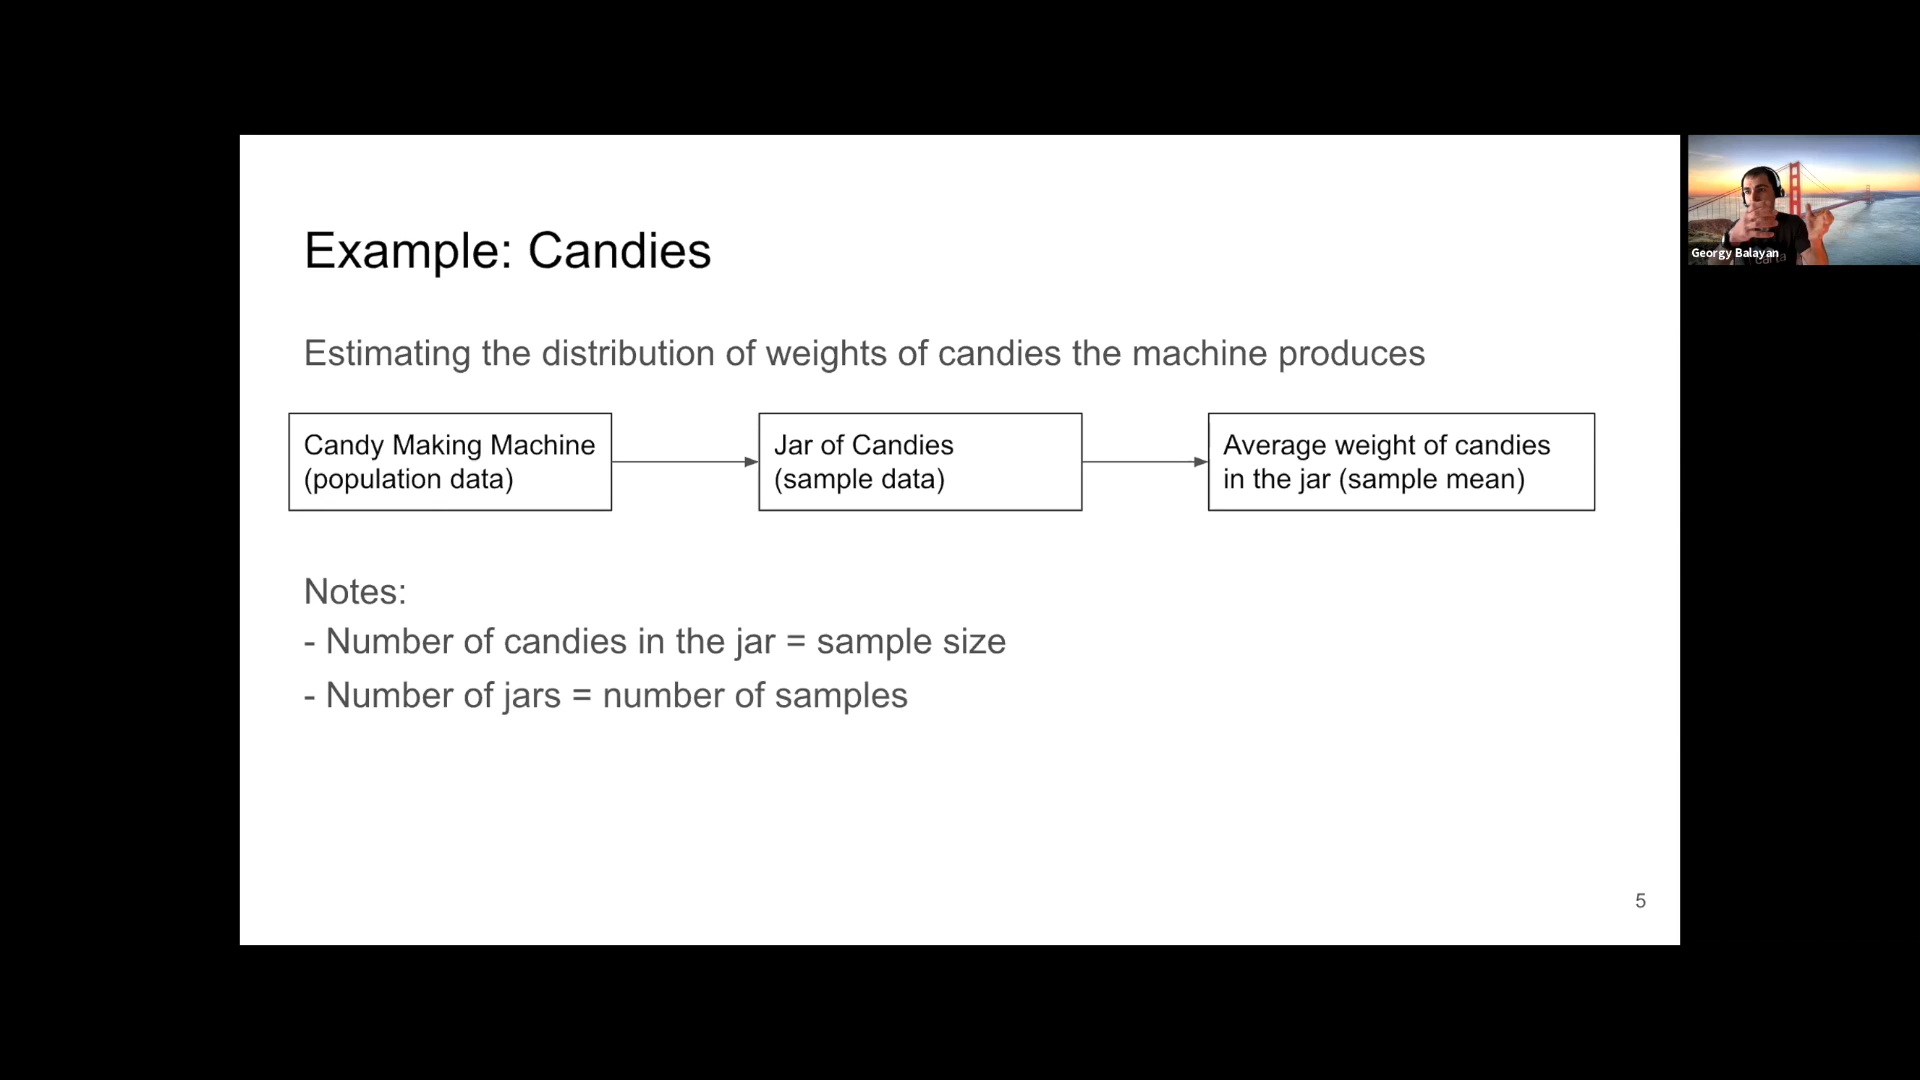 Example: Candies
Estimating the distribution of weights of candies the machine produces
Candy Making Machine
(population data)
Jar of Candies
(sample data)
Average weight of candies
in the jar (sample mean)
Notes:
- Number of candies in the jar = sample size
- Number of jars = number of samples
5
Georgy Balayan
carta